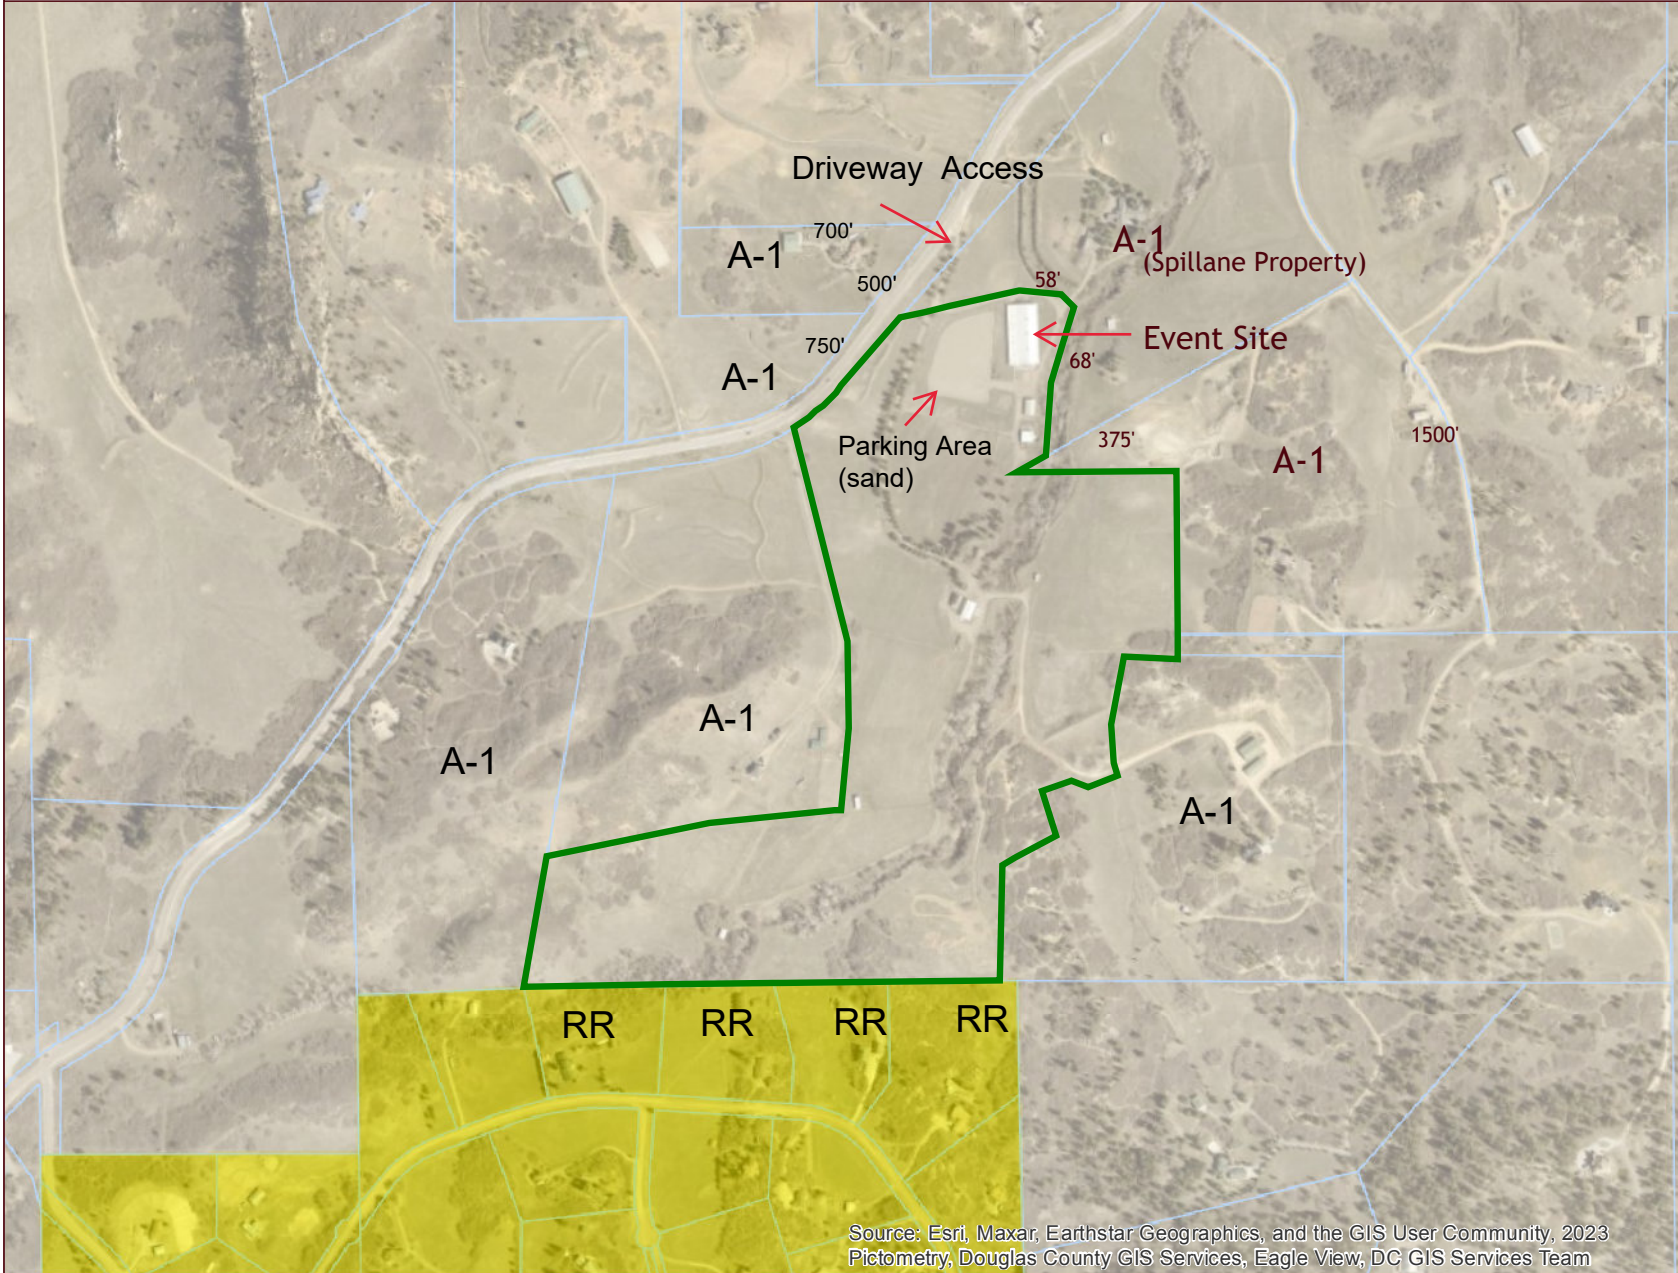 Driveway Access
A-1
700'
A-1
(Spillane Property)
500'
58'
750'
Event Site
68'
A-1
Parking Area
(sand)
375'
1500'
A-1
A-1
A-1
A-1
RR
RR
RR
RR
Source: Esri, Maxar, Earthstar Geographics, and the GIS User Community, 2023
Pictometry, Douglas County GIS Services, Eagle View, DC GIS Services Team